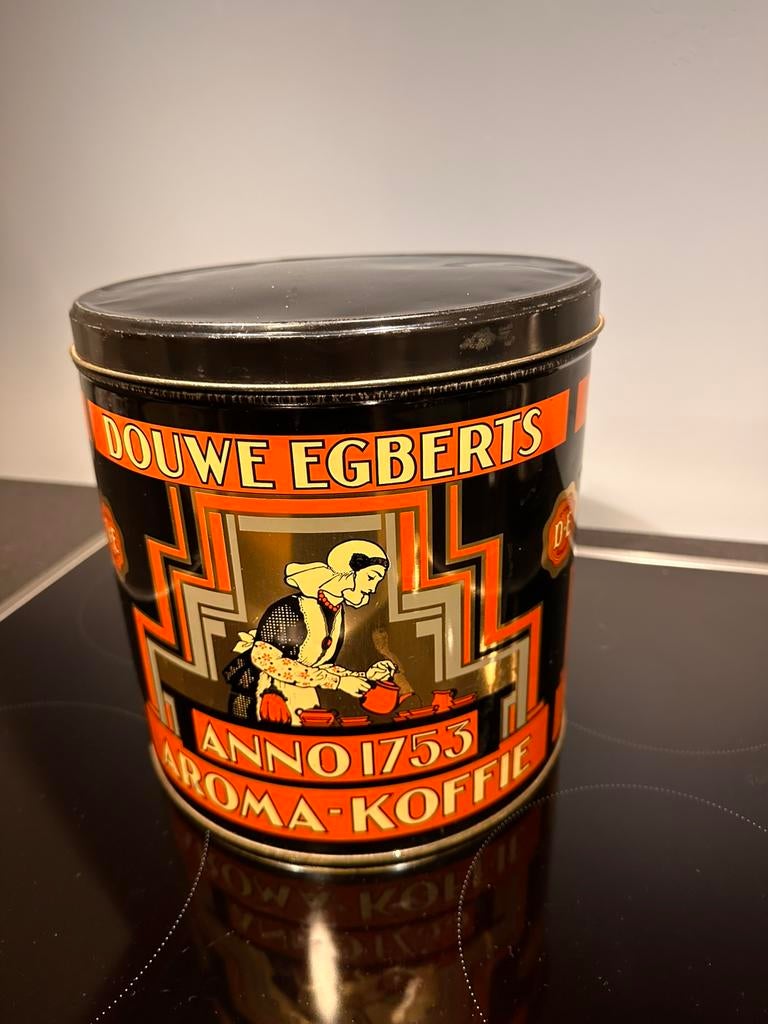 DOUWE EGBERTS
D·E
ANNO 1753
AROMA-KOFFIE